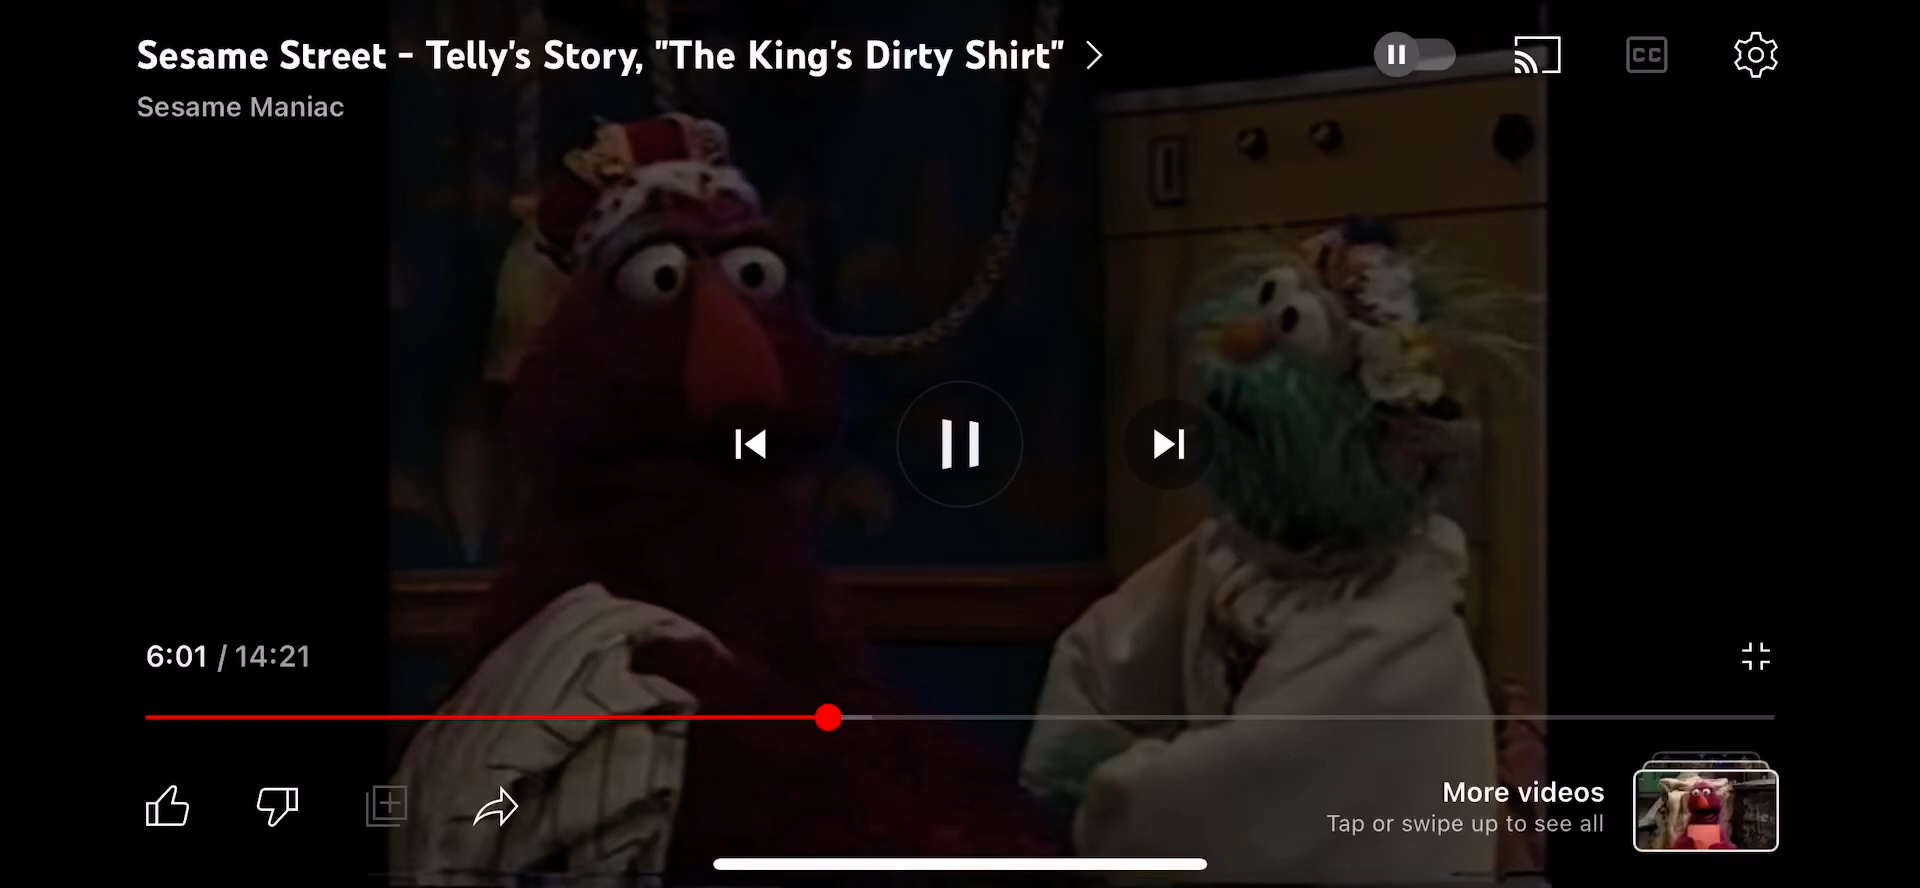 Sesame Street - Telly's Story, "The King's Dirty Shirt"
Sesame Maniac
CC
6:01 / 14:21
More videos
Tap or swipe up to see all